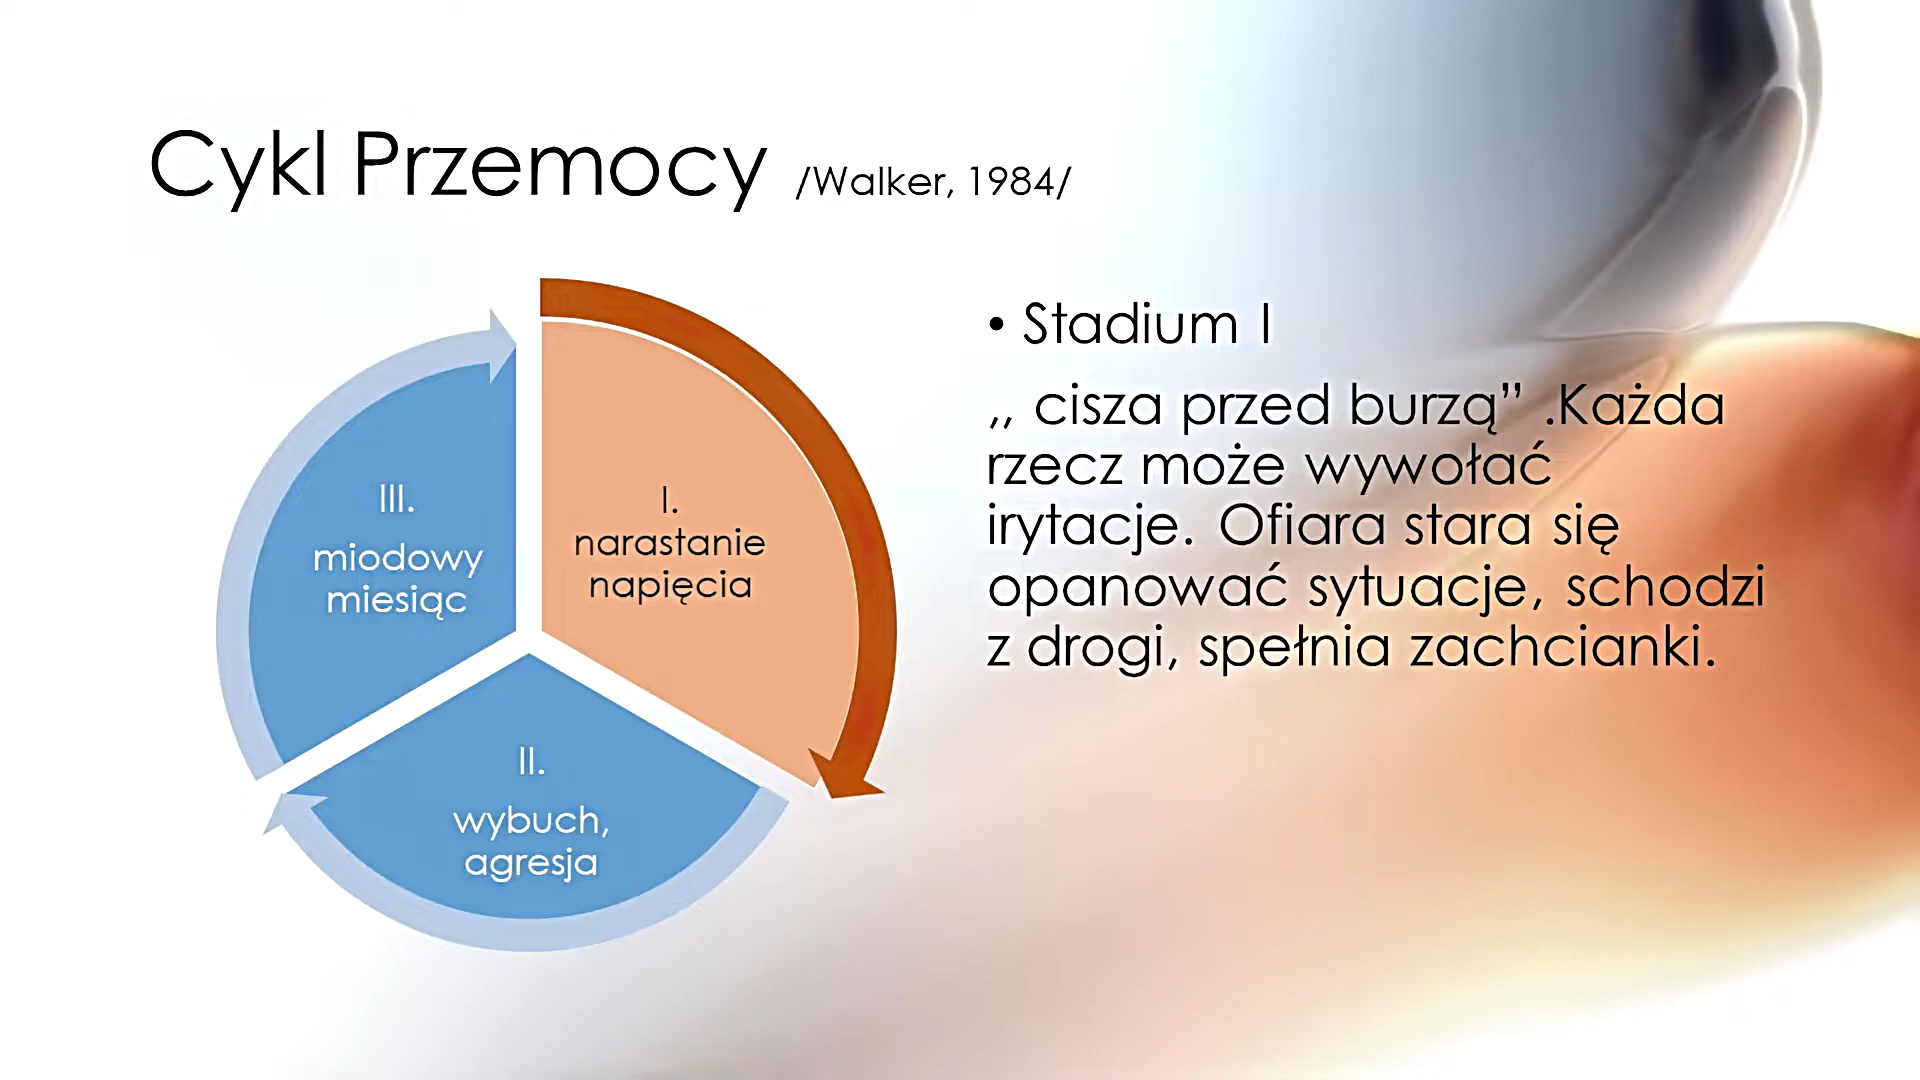 Cykl Przemocy /Walker, 1984/
III.
miodowy
miesiąc
I.
narastanie
napięcia
II.
wybuch,
agresja
• Stadium I
,, cisza przed burzą” .Każda
rzecz może wywołać
irytacje. Ofiara stara się
opanować sytuacje, schodzi
z drogi, spełnia zachcianki.